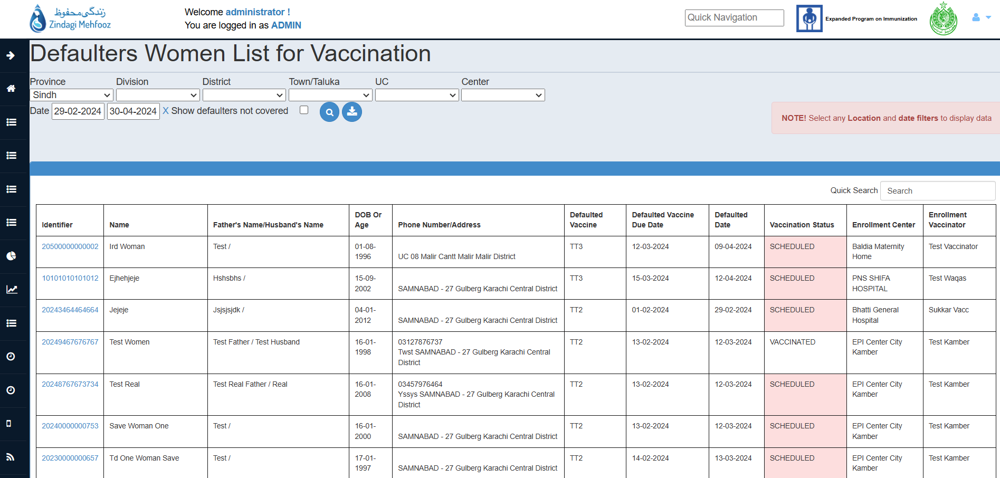 زندگی محفوظ
Zindagi Mehfooz
Welcome administrator !
You are logged in as ADMIN
Quick Navigation
Expanded Program on Immunization
Defaulters Women List for Vaccination
Province Division District Town/Taluka UC Center
Sindh
Date 29-02-2024 30-04-2024 X Show defaulters not covered
NOTE! Select any Location and date filters to display data
Quick Search Search
Identifier Name Father's Name/Husband's Name DOB Or Age Phone Number/Address Defaulted Vaccine Defaulted Vaccine Due Date Defaulted Date Vaccination Status Enrollment Center Enrollment Vaccinator
20500000000002 Ird Woman Test / 01-08-1996 UC 08 Malir Cantt Malir Malir District TT3 12-03-2024 09-04-2024 SCHEDULED Baldia Maternity Home Test Vaccinator
10101010101012 Ejhehjeje Hshsbhs / 15-09-2002 SAMNABAD - 27 Gulberg Karachi Central District TT3 15-03-2024 12-04-2024 SCHEDULED PNS SHIFA HOSPITAL Test Waqas
20243464464664 Jejeje Jsjsjsjdk / 04-01-2012 SAMNABAD - 27 Gulberg Karachi Central District TT2 01-02-2024 29-02-2024 SCHEDULED Bhatti General Hospital Sukkar Vacc
20249467676767 Test Women Test Father / Test Husband 16-01-1998 03127876737 Twst SAMNABAD - 27 Gulberg Karachi Central District TT2 13-02-2024 12-03-2024 VACCINATED EPI Center City Kamber Test Kamber
20248767673734 Test Real Test Real Father / Real 16-01-2008 03457976464 Yssys SAMNABAD - 27 Gulberg Karachi Central District TT2 13-02-2024 12-03-2024 SCHEDULED EPI Center City Kamber Test Kamber
20240000000753 Save Woman One Test / 16-01-2000 SAMNABAD - 27 Gulberg Karachi Central District TT2 13-02-2024 12-03-2024 SCHEDULED EPI Center City Kamber Test Kamber
20230000000657 Td One Woman Save Test / 17-01-1997 SAMNABAD - 27 Gulberg Karachi Central District TT2 14-02-2024 13-03-2024 SCHEDULED EPI Center City Kamber Test Kamber